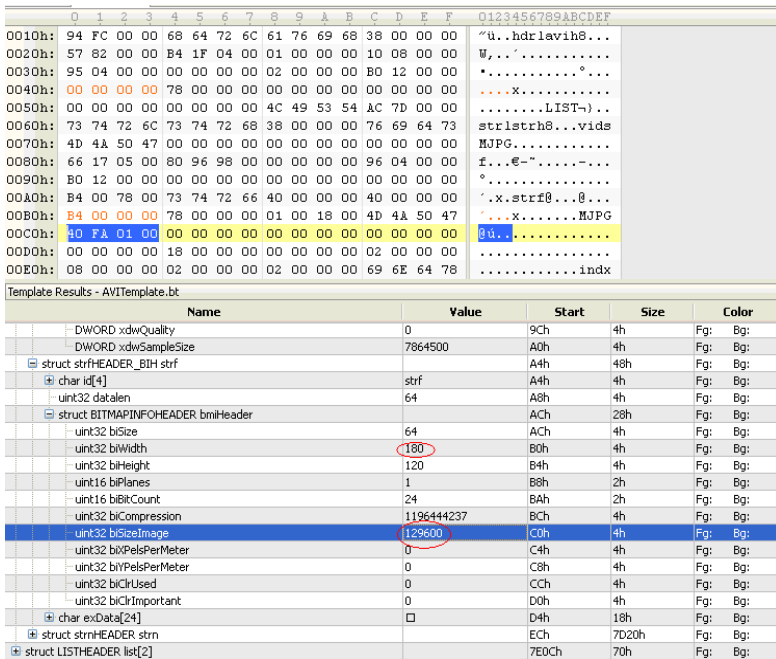 0 1 2 3 4 5 6 7 8 9 A B C D E F 0123456789ABCDEF
0010h: 94 FC 00 00 68 64 72 6C 61 76 69 68 38 00 00 00 ”ü..hdrlavih8...
0020h: 57 82 00 00 B4 1F 04 00 01 00 00 00 10 08 00 00 W‚..´...........
0030h: 95 04 00 00 00 00 00 00 02 00 00 00 B0 12 00 00 •...........°...
0040h: 00 00 00 00 78 00 00 00 00 00 00 00 00 00 00 00 ....x...........
0050h: 00 00 00 00 00 00 00 00 4C 49 53 54 AC 7D 00 00 ........LIST¬}..
0060h: 73 74 72 6C 73 74 72 68 38 00 00 00 76 69 64 73 strlstrh8...vids
0070h: 4D 4A 50 47 00 00 00 00 00 00 00 00 00 00 00 00 MJPG............
0080h: 66 17 05 00 80 96 98 00 00 00 00 00 96 04 00 00 f...€–˜.....–...
0090h: B0 12 00 00 00 00 00 00 00 00 00 00 00 00 00 00 °...............
00A0h: B4 00 78 00 73 74 72 66 40 00 00 00 40 00 00 00 ´.x.strf@...@...
00B0h: B4 00 00 00 78 00 00 00 01 00 18 00 4D 4A 50 47 ´...x.......MJPG
00C0h: 40 FA 01 00 00 00 00 00 00 00 00 00 00 00 00 00 @ú..............
00D0h: 00 00 00 00 18 00 00 00 00 00 00 00 02 00 00 00 ................
00E0h: 08 00 00 00 02 00 00 00 02 00 00 00 69 6E 64 78 ............indx
Template Results - AVITemplate.bt
Name Value Start Size Color
DWORD xdwQuality 0 9Ch 4h Fg: Bg:
DWORD xdwSampleSize 7864500 A0h 4h Fg: Bg:
struct strfHEADER_BIH strf A4h 48h Fg: Bg:
char id[4] strf A4h 4h Fg: Bg:
uint32 datalen 64 A8h 4h Fg: Bg:
struct BITMAPINFOHEADER bmiHeader ACh 28h Fg: Bg:
uint32 biSize 64 ACh 4h Fg: Bg:
uint32 biWidth 180 B0h 4h Fg: Bg:
uint32 biHeight 120 B4h 4h Fg: Bg:
uint16 biPlanes 1 B8h 2h Fg: Bg:
uint16 biBitCount 24 BAh 2h Fg: Bg:
uint32 biCompression 1196444237 BCh 4h Fg: Bg:
uint32 biSizeImage 129600 C0h 4h Fg: Bg:
uint32 biXPelsPerMeter 0 C4h 4h Fg: Bg:
uint32 biYPelsPerMeter 0 C8h 4h Fg: Bg:
uint32 biClrUsed 0 CCh 4h Fg: Bg:
uint32 biClrImportant 0 D0h 4h Fg: Bg:
char exData[24] D4h 18h Fg: Bg:
struct strnHEADER strn ECh 7D20h Fg: Bg:
struct LISTHEADER list[2] 7E0Ch 70h Fg: Bg: